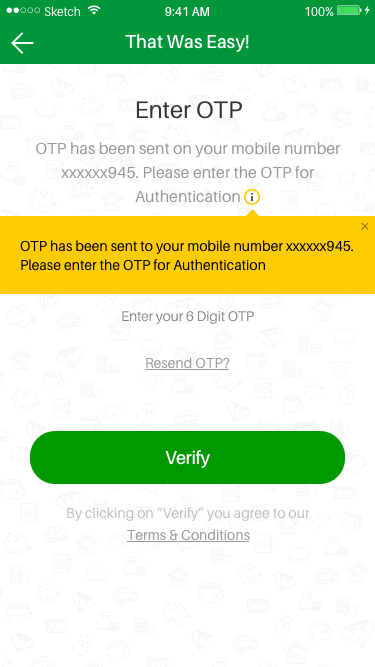 Sketch 9:41 AM 100%
That Was Easy!
Enter OTP
OTP has been sent on your mobile number
xxxxxx945. Please enter the OTP for
Authentication
OTP has been sent to your mobile number xxxxxx945.
Please enter the OTP for Authentication
Enter your 6 Digit OTP
Resend OTP?
Verify
By clicking on “Verify” you agree to our
Terms & Conditions